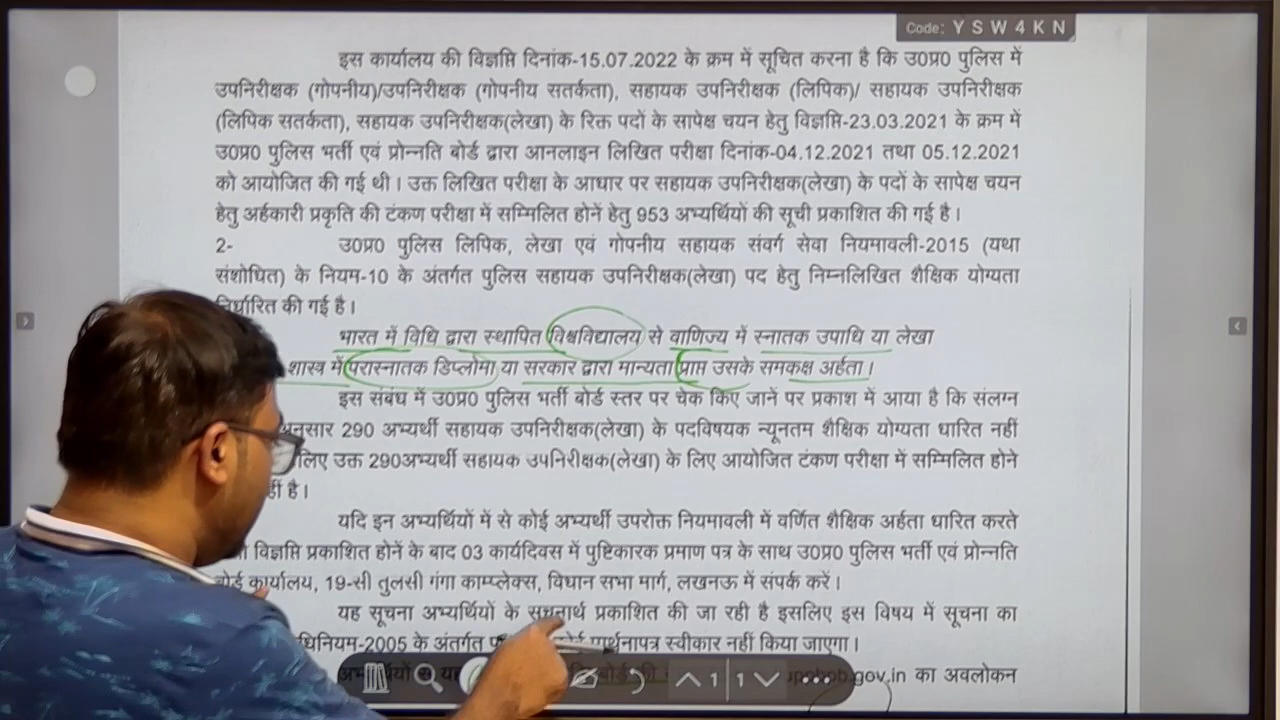 Code: Y S W 4 K N
इस कार्यालय की विज्ञप्ति दिनांक-15.07.2022 के क्रम में सूचित करना है कि उ0प्र0 पुलिस में
उपनिरीक्षक (गोपनीय)/उपनिरीक्षक (गोपनीय सतर्कता), सहायक उपनिरीक्षक (लिपिक)/ सहायक उपनिरीक्षक
(लिपिक सतर्कता), सहायक उपनिरीक्षक(लेखा) के रिक्त पदों के सापेक्ष चयन हेतु विज्ञप्ति-23.03.2021 के क्रम में
उ0प्र0 पुलिस भर्ती एवं प्रोन्नति बोर्ड द्वारा आनलाइन लिखित परीक्षा दिनांक-04.12.2021 तथा 05.12.2021
को आयोजित की गई थी। उक्त लिखित परीक्षा के आधार पर सहायक उपनिरीक्षक(लेखा) के पदों के सापेक्ष चयन
हेतु अर्हकारी प्रकृति की टंकण परीक्षा में सम्मिलित होनें हेतु 953 अभ्यर्थियों की सूची प्रकाशित की गई है।
2- उ0प्र0 पुलिस लिपिक, लेखा एवं गोपनीय सहायक संवर्ग सेवा नियमावली-2015 (यथा
संशोधित) के नियम-10 के अंतर्गत पुलिस सहायक उपनिरीक्षक(लेखा) पद हेतु निम्नलिखित शैक्षिक योग्यता
निर्धारित की गई है।
भारत में विधि द्वारा स्थापित विश्वविद्यालय से वाणिज्य में स्नातक उपाधि या लेखा
शास्त्र में परास्नातक डिप्लोमा या सरकार द्वारा मान्यता प्राप्त उसके समकक्ष अर्हता।
इस संबंध में उ0प्र0 पुलिस भर्ती बोर्ड स्तर पर चेक किए जानें पर प्रकाश में आया है कि संलग्न
290 अभ्यर्थी सहायक उपनिरीक्षक(लेखा) के पदविषयक न्यूनतम शैक्षिक योग्यता धारित नहीं
उक्त 290अभ्यर्थी सहायक उपनिरीक्षक(लेखा) के लिए आयोजित टंकण परीक्षा में सम्मिलित होने
है।
यदि इन अभ्यर्थियों में से कोई अभ्यर्थी उपरोक्त नियमावली में वर्णित शैक्षिक अर्हता धारित करते
विज्ञप्ति प्रकाशित होनें के बाद 03 कार्यदिवस में पुष्टिकारक प्रमाण पत्र के साथ उ0प्र0 पुलिस भर्ती एवं प्रोन्नति
बोर्ड कार्यालय, 19-सी तुलसी गंगा काम्प्लेक्स, विधान सभा मार्ग, लखनऊ में संपर्क करें।
यह सूचना अभ्यर्थियों के सूचनार्थ प्रकाशित की जा रही है इसलिए इस विषय में सूचना का
के अंतर्गत कोई प्रार्थनापत्र स्वीकार नहीं किया जाएगा।
का अवलोकन
1 1